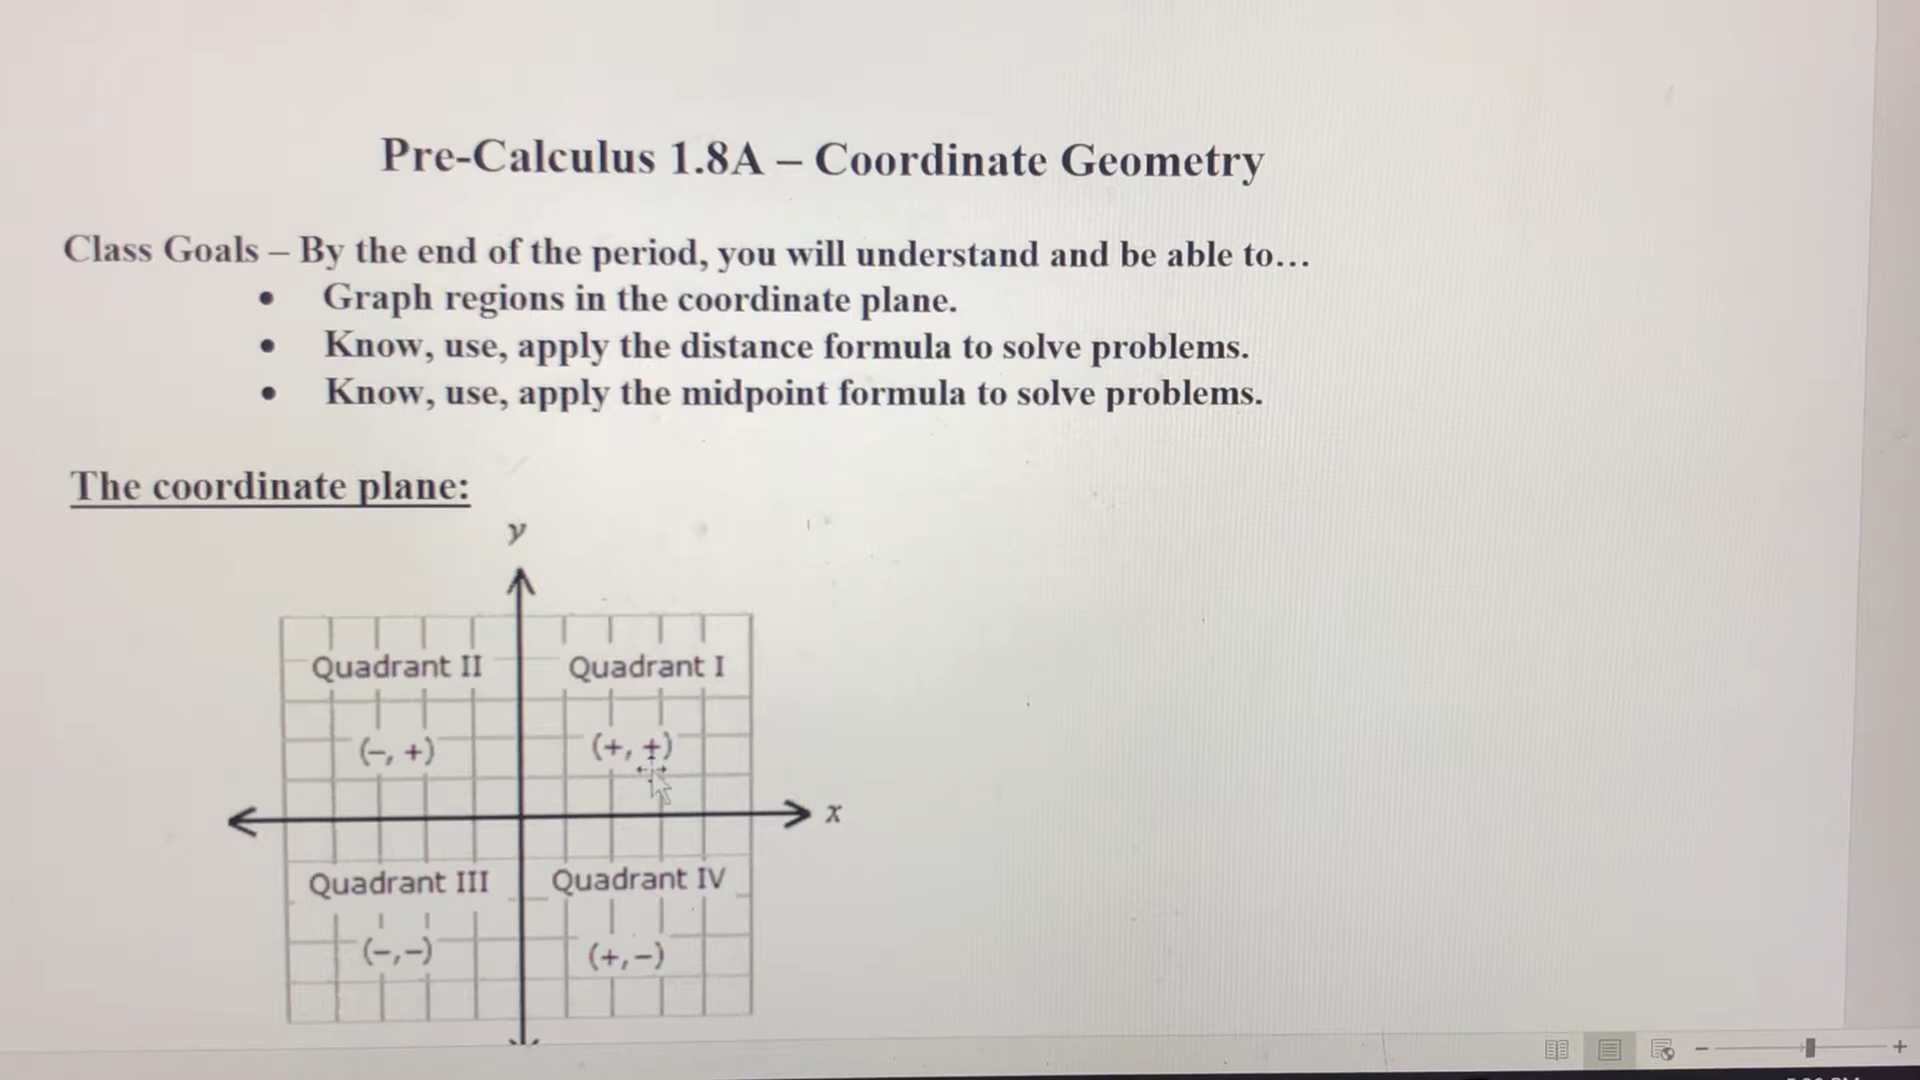 Pre-Calculus 1.8A – Coordinate Geometry
Class Goals – By the end of the period, you will understand and be able to…
• Graph regions in the coordinate plane.
• Know, use, apply the distance formula to solve problems.
• Know, use, apply the midpoint formula to solve problems.
The coordinate plane:
y
Quadrant II Quadrant I
(–, +) (+, +)
x
Quadrant III Quadrant IV
(–,–) (+,–)